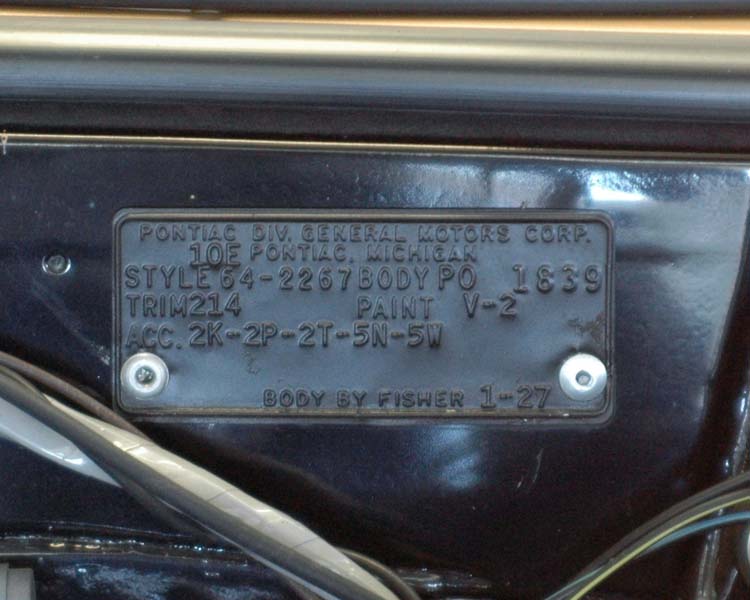 PONTIAC DIV. GENERAL MOTORS CORP.
10E PONTIAC, MICHIGAN
STYLE 64-2267 BODY PO 1839
TRIM 214 PAINT V-2
ACC. 2K-2P-2T-5N-5W
BODY BY FISHER 1-27